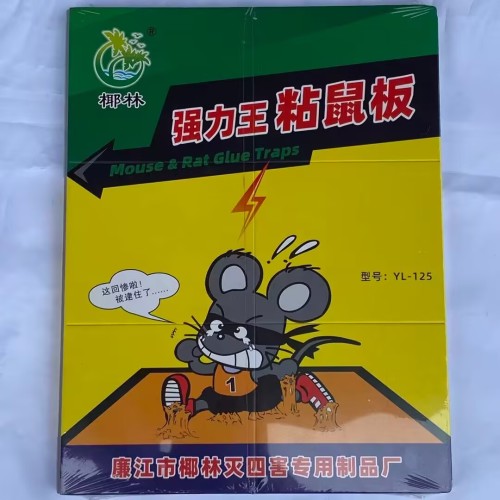 椰林
强力王 粘鼠板
Mouse & Rat Glue Traps
型号：YL-125
这回惨啦！
被逮住了......
1
廉江市椰林灭四害专用制品厂